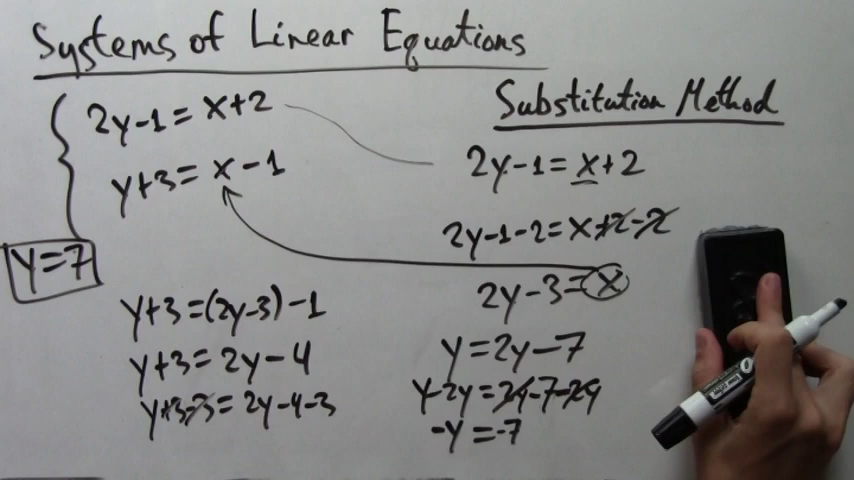 Systems of Linear Equations
2y-1=x+2
y+3=x-1
y=7
y+3=(2y-3)-1
y+3=2y-4
y+3-3=2y-4-3
Substitution Method
2y-1=x+2
2y-1-2=x+2-2
2y-3=x
y=2y-7
y-2y=2y-7-2y
-y=-7